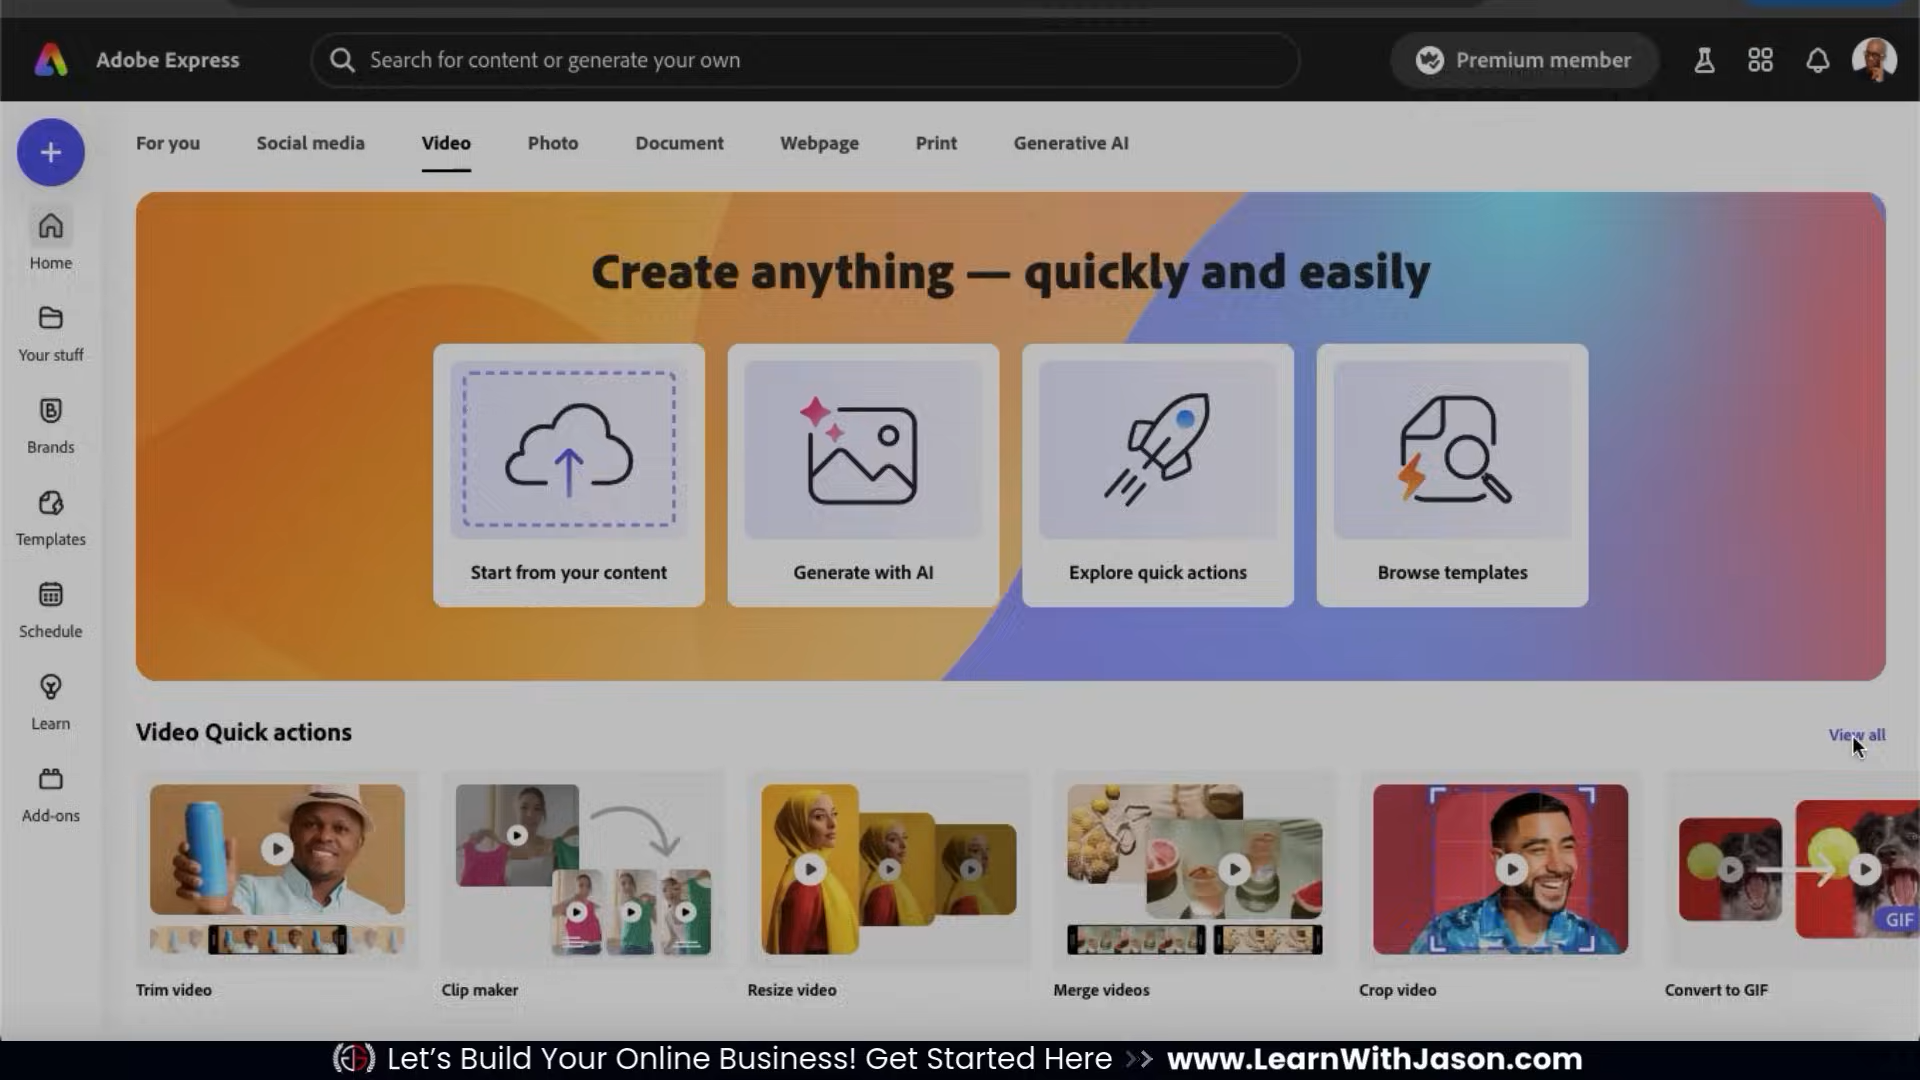 Adobe Express
Search for content or generate your own
Premium member
For you
Social media
Video
Photo
Document
Webpage
Print
Generative AI
Home
Your stuff
Brands
Templates
Schedule
Learn
Add-ons
Create anything — quickly and easily
Start from your content
Generate with AI
Explore quick actions
Browse templates
Video Quick actions
View all
GIF
Trim video
Clip maker
Resize video
Merge videos
Crop video
Convert to GIF
Let's Build Your Online Business! Get Started Here >> www.LearnWithJason.com